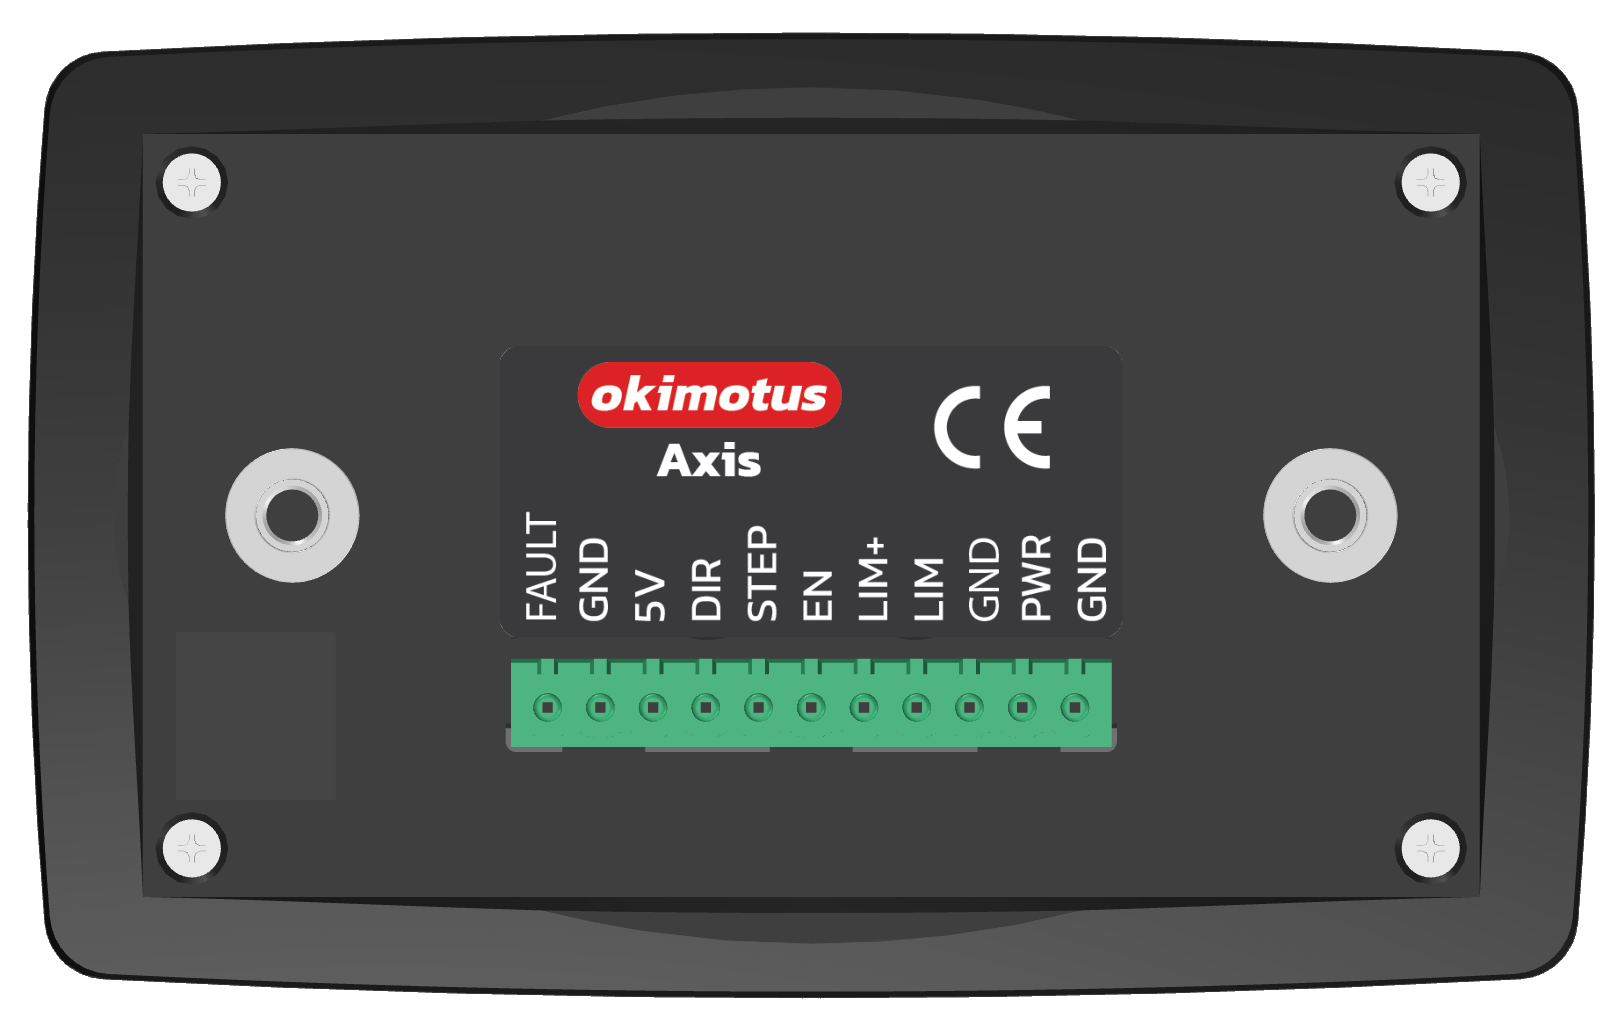 okimotus
CE
Axis
FAULT
GND
5V
DIR
STEP
EN
LIM+
LIM
GND
PWR
GND